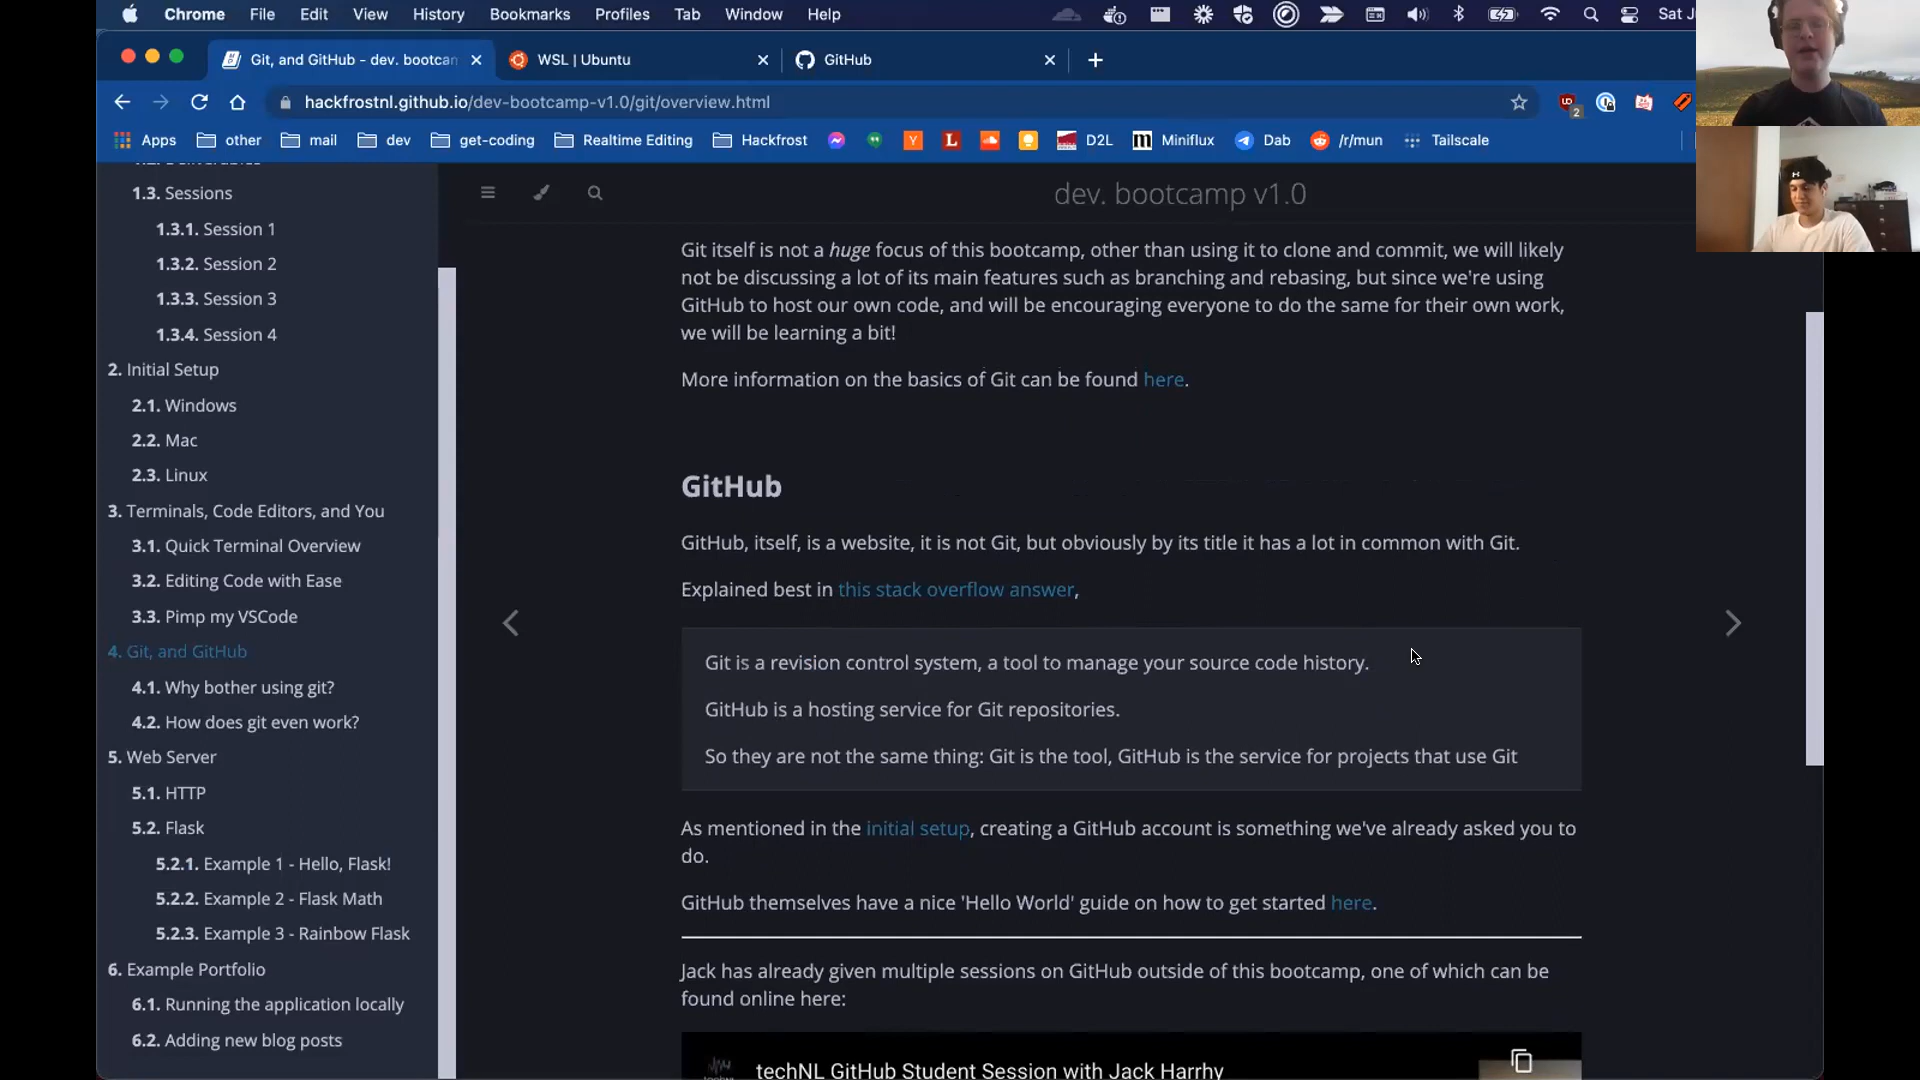 Chrome File Edit View History Bookmarks Profiles Tab Window Help
Git, and GitHub - dev. bootcan
WSL | Ubuntu
GitHub
hackfrostnl.github.io/dev-bootcamp-v1.0/git/overview.html
2
Apps other mail dev get-coding Realtime Editing Hackfrost D2L Miniflux Dab /r/mun Tailscale
1.3. Sessions
1.3.1. Session 1
1.3.2. Session 2
1.3.3. Session 3
1.3.4. Session 4
2. Initial Setup
2.1. Windows
2.2. Mac
2.3. Linux
3. Terminals, Code Editors, and You
3.1. Quick Terminal Overview
3.2. Editing Code with Ease
3.3. Pimp my VSCode
4. Git, and GitHub
4.1. Why bother using git?
4.2. How does git even work?
5. Web Server
5.1. HTTP
5.2. Flask
5.2.1. Example 1 - Hello, Flask!
5.2.2. Example 2 - Flask Math
5.2.3. Example 3 - Rainbow Flask
6. Example Portfolio
6.1. Running the application locally
6.2. Adding new blog posts
dev. bootcamp v1.0
Git itself is not a huge focus of this bootcamp, other than using it to clone and commit, we will likely
not be discussing a lot of its main features such as branching and rebasing, but since we're using
GitHub to host our own code, and will be encouraging everyone to do the same for their own work,
we will be learning a bit!
More information on the basics of Git can be found here.
GitHub
GitHub, itself, is a website, it is not Git, but obviously by its title it has a lot in common with Git.
Explained best in this stack overflow answer,
Git is a revision control system, a tool to manage your source code history.
GitHub is a hosting service for Git repositories.
So they are not the same thing: Git is the tool, GitHub is the service for projects that use Git
As mentioned in the initial setup, creating a GitHub account is something we've already asked you to
do.
GitHub themselves have a nice 'Hello World' guide on how to get started here.
Jack has already given multiple sessions on GitHub outside of this bootcamp, one of which can be
found online here:
techNL GitHub Student Session with Jack Harrhy